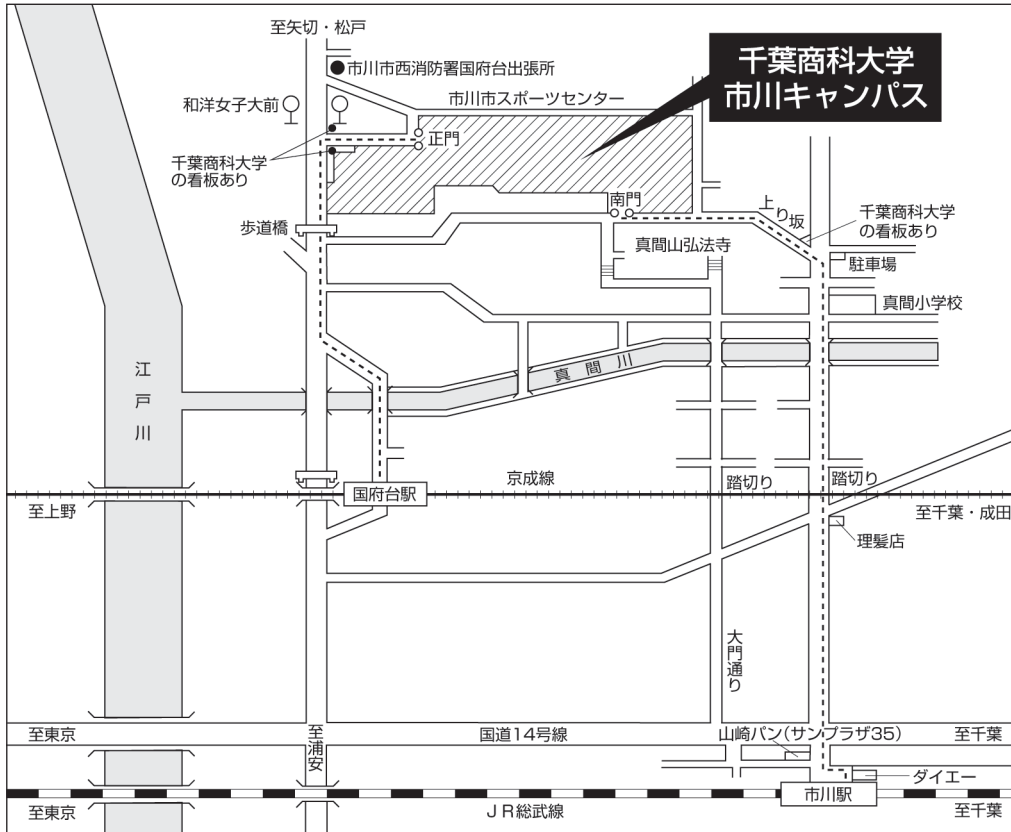 至矢切・松戸
市川市西消防署国府台出張所
千葉商科大学
市川キャンパス
和洋女子大前
市川市スポーツセンター
正門
千葉商科大学
の看板あり
南門
上り坂
千葉商科大学
の看板あり
歩道橋
真間山弘法寺
駐車場
真間小学校
江戸川
真間川
京成線
踏切り
踏切り
国府台駅
至上野
至千葉・成田
理髪店
大門通り
至東京
至浦安
国道14号線
山崎パン(サンプラザ35)
至千葉
ダイエー
市川駅
至東京
JR総武線
至千葉